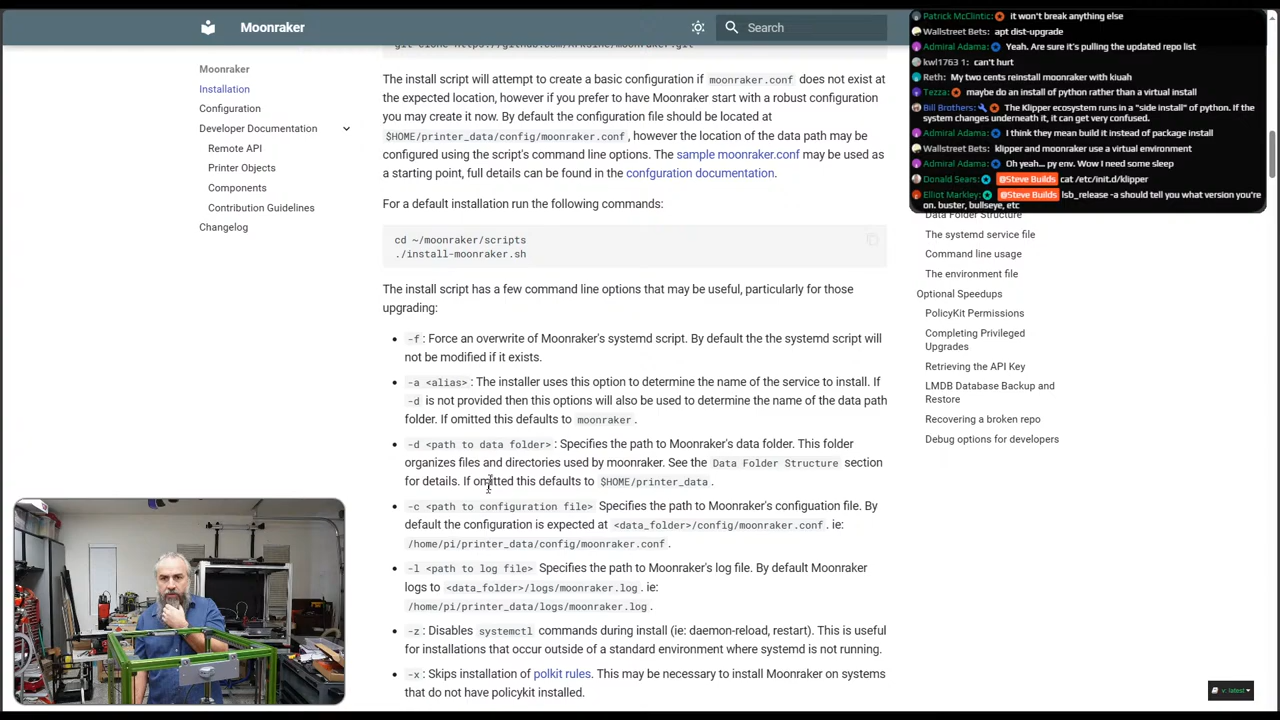 Moonraker
Search
Moonraker
Installation
Configuration
Developer Documentation
Remote API
Printer Objects
Components
Contribution Guidelines
Changelog
The install script will attempt to create a basic configuration if moonraker.conf does not exist at
the expected location, however if you prefer to have Moonraker start with a robust configuration
you may create it now. By default the configuration file should be located at
$HOME/printer_data/config/moonraker.conf, however the location of the data path may be
configured using the script's command line options. The sample moonraker.conf may be used as
a starting point, full details can be found in the confguration documentation.
For a default installation run the following commands:
cd ~/moonraker/scripts
./install-moonraker.sh
The install script has a few command line options that may be useful, particularly for those
upgrading:
-f: Force an overwrite of Moonraker's systemd script. By default the the systemd script will
not be modified if it exists.
-a <alias>: The installer uses this option to determine the name of the service to install. If
-d is not provided then this options will also be used to determine the name of the data path
folder. If omitted this defaults to moonraker.
-d <path to data folder>: Specifies the path to Moonraker's data folder. This folder
organizes files and directories used by moonraker. See the Data Folder Structure section
for details. If omitted this defaults to $HOME/printer_data.
-c <path to configuration file> Specifies the path to Moonraker's configuation file. By
default the configuration is expected at <data_folder>/config/moonraker.conf. ie:
/home/pi/printer_data/config/moonraker.conf.
-l <path to log file> Specifies the path to Moonraker's log file. By default Moonraker
logs to <data_folder>/logs/moonraker.log. ie:
/home/pi/printer_data/logs/moonraker.log.
-z: Disables systemctl commands during install (ie: daemon-reload, restart). This is useful
for installations that occur outside of a standard environment where systemd is not running.
-x: Skips installation of polkit rules. This may be necessary to install Moonraker on systems
that do not have policykit installed.
Patrick McClintic: it won't break anything else
Wallstreet Bets: apt dist-upgrade
Admiral Adama: Yeah. Are sure it's pulling the updated repo list
kwl1763 1: can't hurt
Reth: My two cents reinstall moonraker with kiuah
Tezza: maybe do an install of python rather than a virtual install
Bill Brothers: The Klipper ecosystem runs in a "side install" of python. If the
system changes underneath it, it can get very confused.
Admiral Adama: I think they mean build it instead of package install
Wallstreet Bets: klipper and moonraker use a virtual environment
Admiral Adama: Oh yeah... py env. Wow I need some sleep
Donald Sears: @Steve Builds cat /etc/init.d/klipper
Elliot Markley: @Steve Builds lsb_release -a should tell you what version you're
on. buster, bullseye, etc
Data Folder Structure
The systemd service file
Command line usage
The environment file
Optional Speedups
PolicyKit Permissions
Completing Privileged
Upgrades
Retrieving the API Key
LMDB Database Backup and
Restore
Recovering a broken repo
Debug options for developers
v: latest